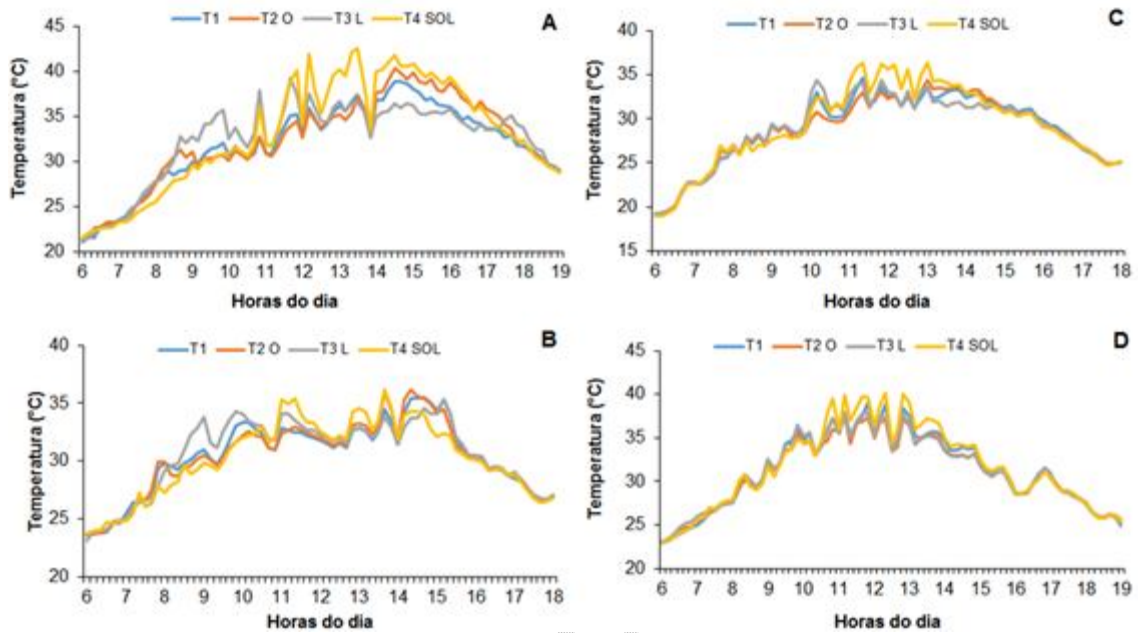 T1 T2 O T3 L T4 SOL
A
Temperatura (°C)
45
40
35
30
25
20
6 7 8 9 10 11 12 13 14 15 16 17 18 19
Horas do dia
T1 T2 O T3 L T4 SOL
C
Temperatura (°C)
40
35
30
25
20
15
6 7 8 9 10 11 12 13 14 15 16 17 18
Horas do dia
T1 T2 O T3 L T4 SOL
B
Temperatura (°C)
40
35
30
25
20
6 7 8 9 10 11 12 13 14 15 16 17 18
Horas do dia
T1 T2 O T3 L T4 SOL
D
Temperatura (°C)
45
40
35
30
25
20
6 7 8 9 10 11 12 13 14 15 16 17 18 19
Horas do dia